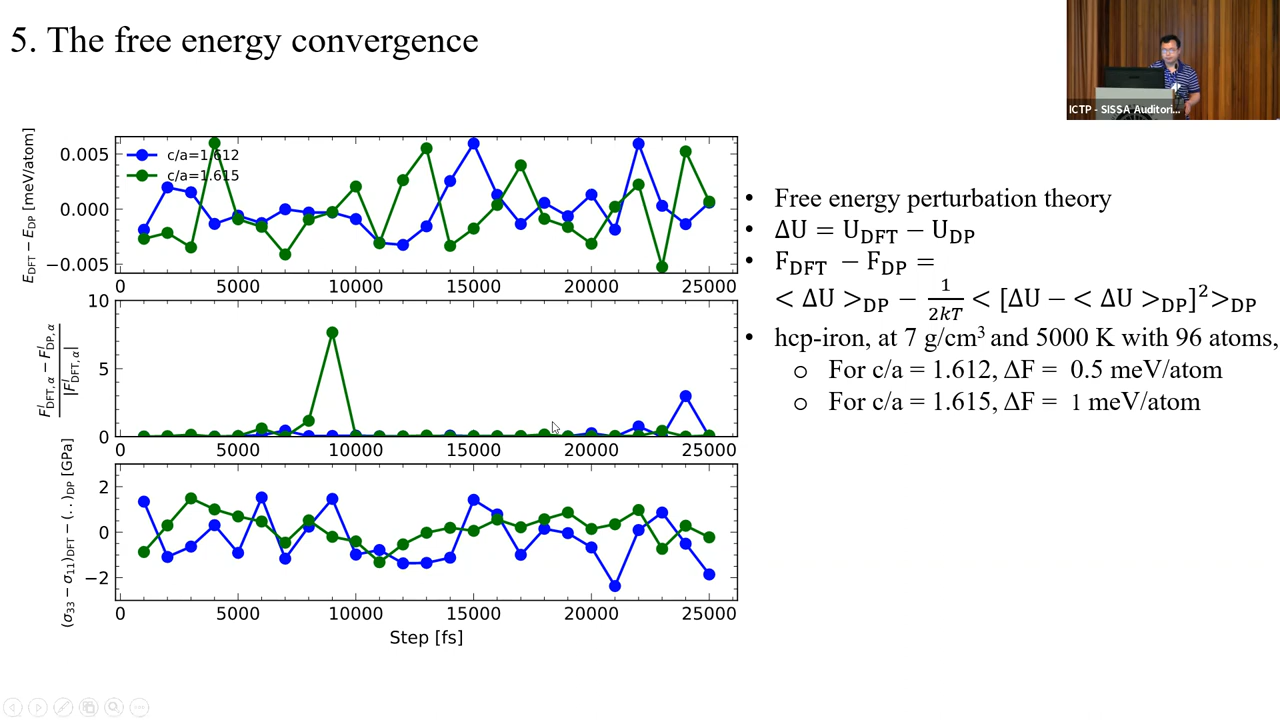 5. The free energy convergence
ICTP - SISSA Auditori...
E_DFT − E_DP [meV/atom]
0.005
0.000
−0.005
c/a=1.612
c/a=1.615
0 5000 10000 15000 20000 25000
F^l_DFT,α − F^l_DP,α
|F^l_DFT,α|
10
5
0
0 5000 10000 15000 20000 25000
(σ33 − σ11)DFT − (. . )DP [GPa]
2
0
−2
0 5000 10000 15000 20000 25000
Step [fs]
• Free energy perturbation theory
• ΔU = U_DFT − U_DP
• F_DFT − F_DP =
< ΔU >_DP − 1/2kT < [ΔU − < ΔU >_DP]² >_DP
• hcp-iron, at 7 g/cm³ and 5000 K with 96 atoms,
o For c/a = 1.612, ΔF = 0.5 meV/atom
o For c/a = 1.615, ΔF = 1 meV/atom